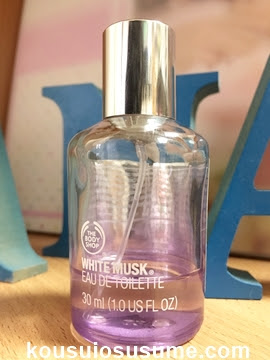 THE
BODY
SHOP
WHITE MUSK®
EAU DE TOILETTE
30 ml (1.0 US FL OZ)
kousuiosusume.com